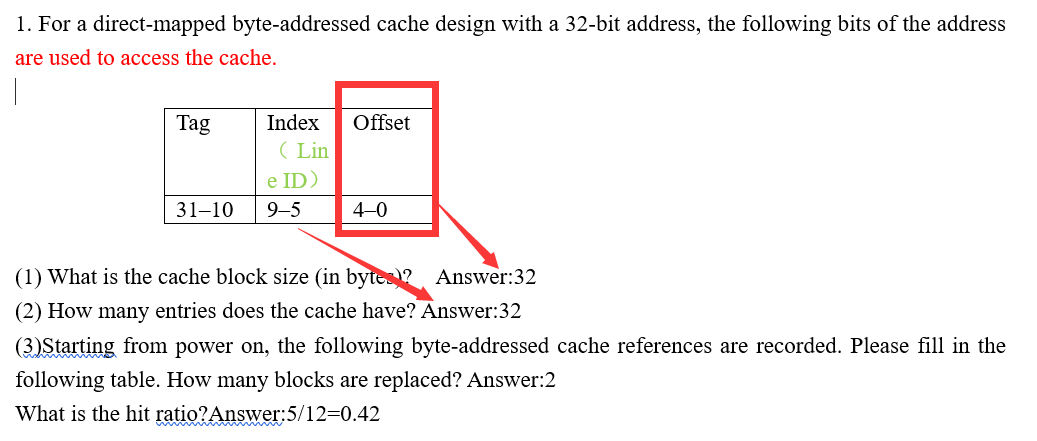 1. For a direct-mapped byte-addressed cache design with a 32-bit address, the following bits of the address
are used to access the cache.
Tag Index Offset
（ Lin
e ID）
31–10 9–5 4–0
(1) What is the cache block size (in bytes)? Answer:32
(2) How many entries does the cache have? Answer:32
(3)Starting from power on, the following byte-addressed cache references are recorded. Please fill in the
following table. How many blocks are replaced? Answer:2
What is the hit ratio?Answer:5/12=0.42